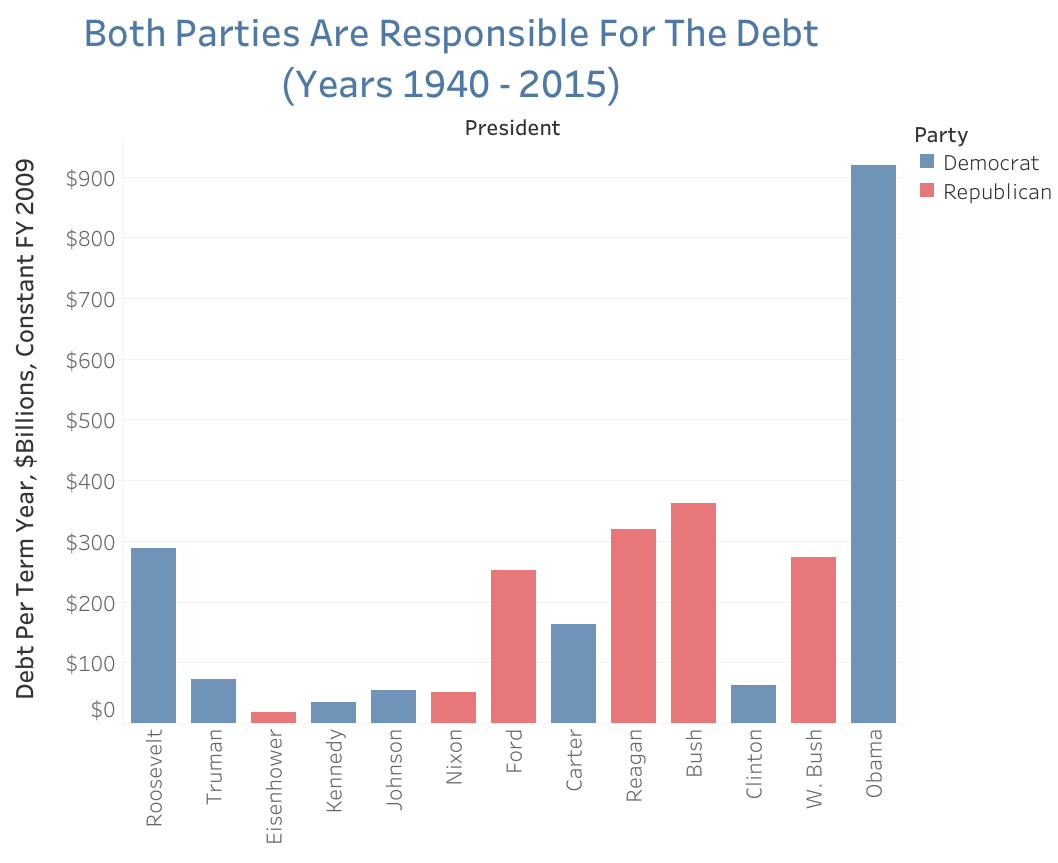 Both Parties Are Responsible For The Debt
(Years 1940 - 2015)
President
Party
Democrat
Republican
Debt Per Term Year, $Billions, Constant FY 2009
$900
$800
$700
$600
$500
$400
$300
$200
$100
$0
Roosevelt
Truman
Eisenhower
Kennedy
Johnson
Nixon
Ford
Carter
Reagan
Bush
Clinton
W. Bush
Obama